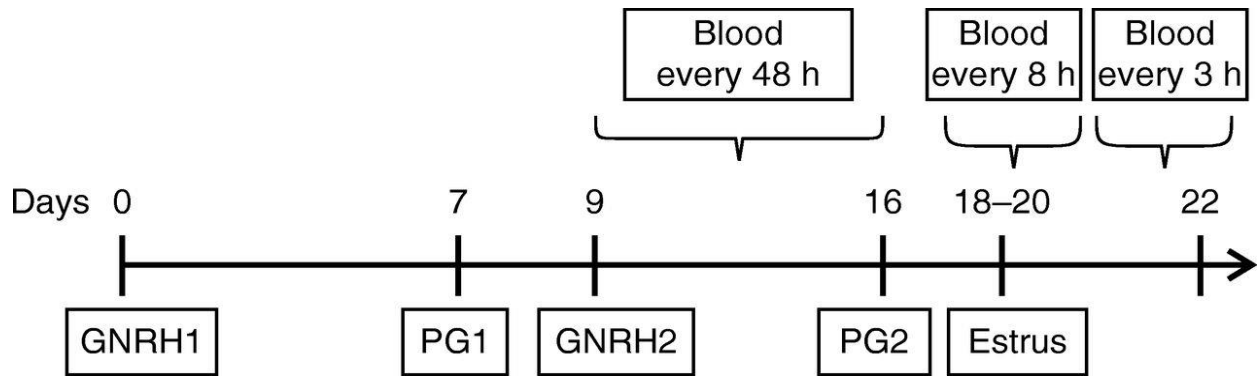 Blood
every 48 h
Blood
every 8 h
Blood
every 3 h
Days 0 7 9 16 18–20 22
GNRH1 PG1 GNRH2 PG2 Estrus